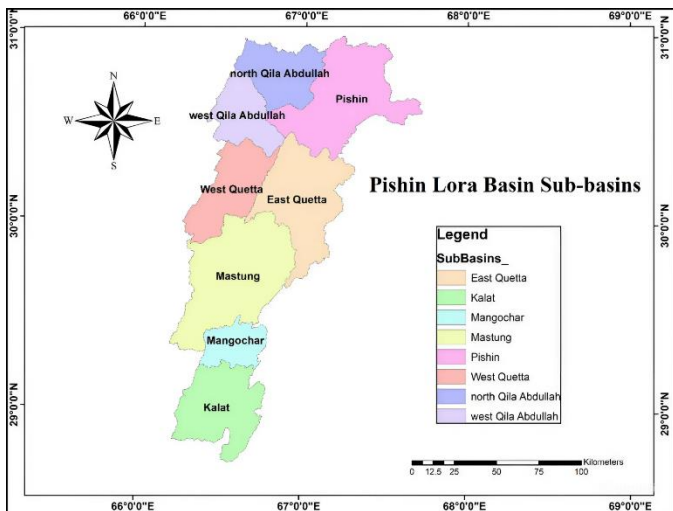 66°0'0"E 67°0'0"E 68°0'0"E 69°0'0"E
31°0'0"N 31°0'0"N
N
W E
S
north Qila Abdullah
Pishin
west Qila Abdullah
West Quetta
East Quetta
Pishin Lora Basin Sub-basins
30°0'0"N 30°0'0"N
Mastung
Mangochar
Kalat
Legend
SubBasins_
East Quetta
Kalat
Mangochar
Mastung
Pishin
West Quetta
north Qila Abdullah
west Qila Abdullah
29°0'0"N 29°0'0"N
Kilometers
0 12.5 25 50 75 100
66°0'0"E 67°0'0"E 68°0'0"E 69°0'0"E